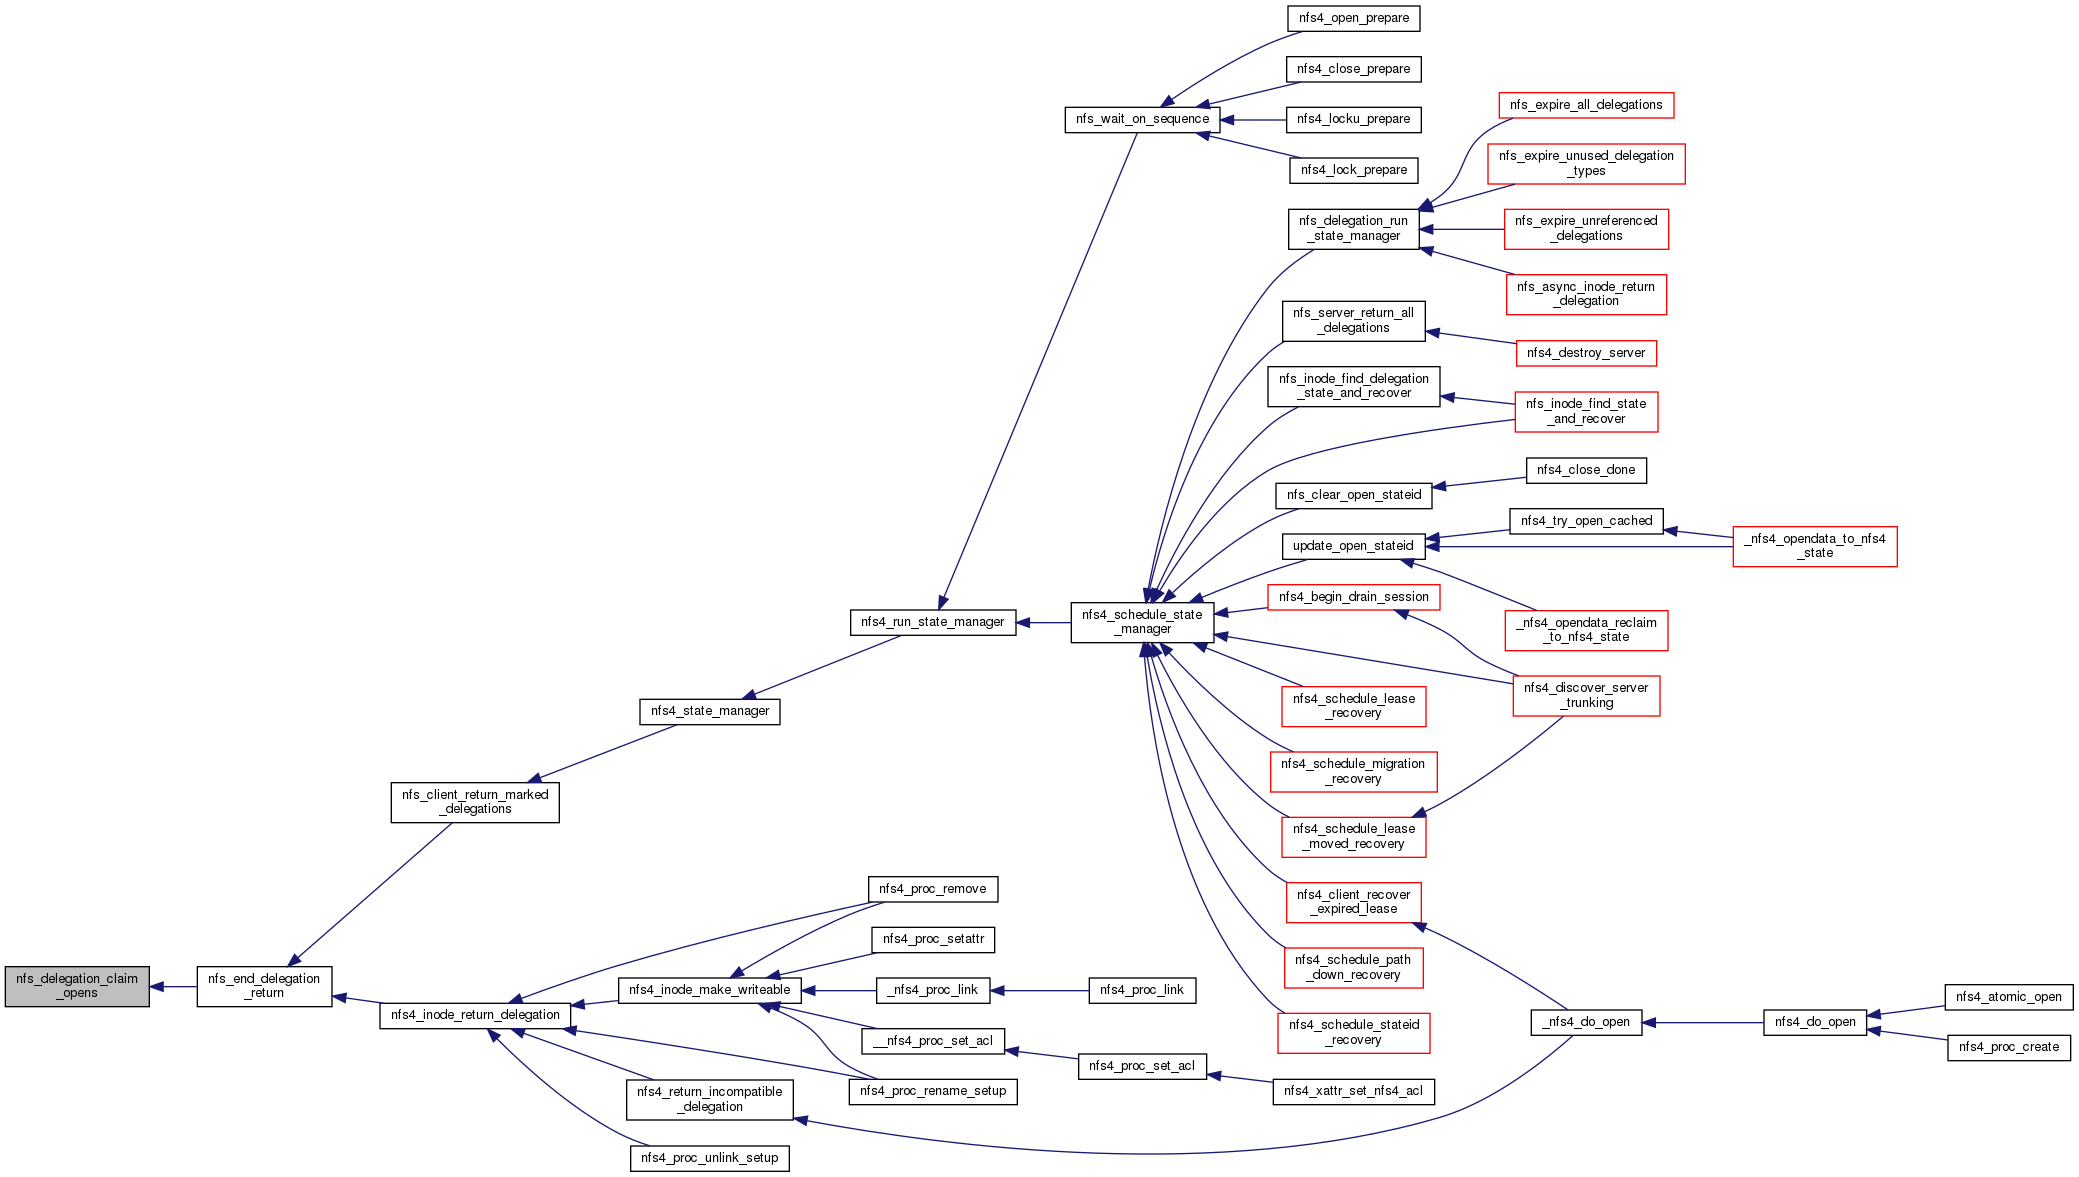 nfs4_open_prepare
nfs4_close_prepare
nfs_expire_all_delegations
nfs_wait_on_sequence
nfs4_locku_prepare
nfs_expire_unused_delegation
_types
nfs4_lock_prepare
nfs_delegation_run
_state_manager
nfs_expire_unreferenced
_delegations
nfs_async_inode_return
_delegation
nfs_server_return_all
_delegations
nfs4_destroy_server
nfs_inode_find_delegation
_state_and_recover
nfs_inode_find_state
_and_recover
nfs4_close_done
nfs_clear_open_stateid
nfs4_try_open_cached
update_open_stateid
_nfs4_opendata_to_nfs4
_state
nfs4_begin_drain_session
nfs4_run_state_manager
nfs4_schedule_state
_manager
_nfs4_opendata_reclaim
_to_nfs4_state
nfs4_discover_server
_trunking
nfs4_schedule_lease
_recovery
nfs4_state_manager
nfs4_schedule_migration
_recovery
nfs_client_return_marked
_delegations
nfs4_schedule_lease
_moved_recovery
nfs4_proc_remove
nfs4_client_recover
_expired_lease
nfs4_proc_setattr
nfs4_schedule_path
_down_recovery
nfs_delegation_claim
_opens
nfs_end_delegation
_return
nfs4_inode_make_writeable
_nfs4_proc_link
nfs4_proc_link
nfs4_atomic_open
nfs4_inode_return_delegation
nfs4_schedule_stateid
_recovery
_nfs4_do_open
nfs4_do_open
__nfs4_proc_set_acl
nfs4_proc_create
nfs4_proc_set_acl
nfs4_return_incompatible
_delegation
nfs4_proc_rename_setup
nfs4_xattr_set_nfs4_acl
nfs4_proc_unlink_setup